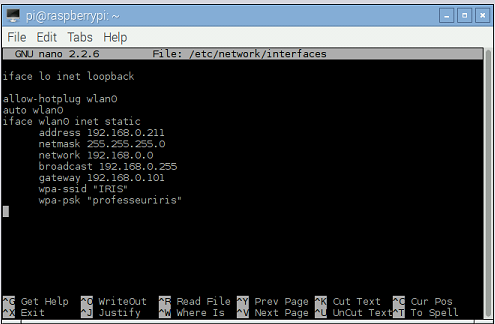 pi@raspberrypi: ~
File Edit Tabs Help
GNU nano 2.2.6 File: /etc/network/interfaces
iface lo inet loopback
allow-hotplug wlan0
auto wlan0
iface wlan0 inet static
address 192.168.0.211
netmask 255.255.255.0
network 192.168.0.0
broadcast 192.168.0.255
gateway 192.168.0.101
wpa-ssid "IRIS"
wpa-psk "professeuriris"
^G Get Help ^O WriteOut ^R Read File ^Y Prev Page ^K Cut Text ^C Cur Pos
^X Exit ^J Justify ^W Where Is ^V Next Page ^U UnCut Text ^T To Spell